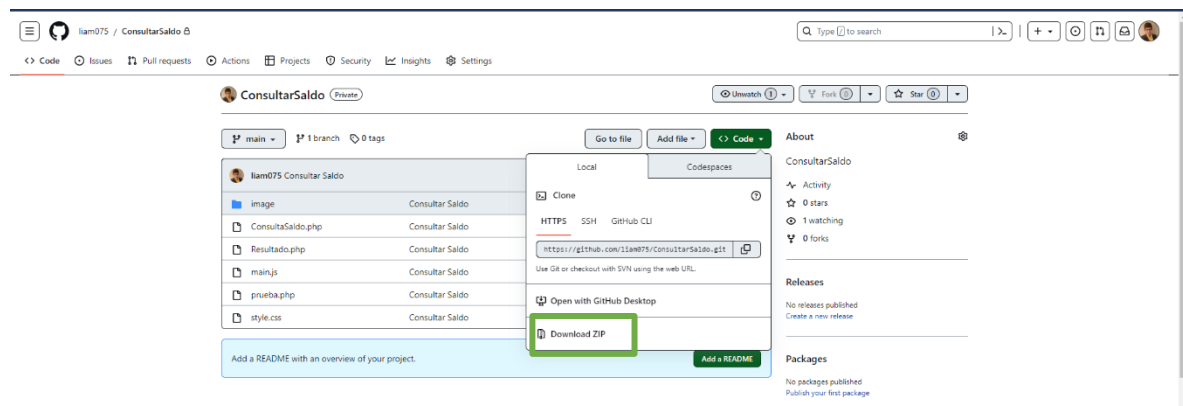 liam075 / ConsultarSaldo
Type / to search
Code Issues Pull requests Actions Projects Security Insights Settings
ConsultarSaldo Private
Unwatch 1 Fork 0 Star 0
main 1 branch 0 tags Go to file Add file Code
liam075 Consultar Saldo
image Consultar Saldo
ConsultaSaldo.php Consultar Saldo
Resultado.php Consultar Saldo
main.js Consultar Saldo
prueba.php Consultar Saldo
style.css Consultar Saldo
Add a README with an overview of your project. Add a README
Local Codespaces
Clone
HTTPS SSH GitHub CLI
https://github.com/liam075/ConsultarSaldo.git
Use Git or checkout with SVN using the web URL.
Open with GitHub Desktop
Download ZIP
About
ConsultarSaldo
Activity
0 stars
1 watching
0 forks
Releases
No releases published
Create a new release
Packages
No packages published
Publish your first package